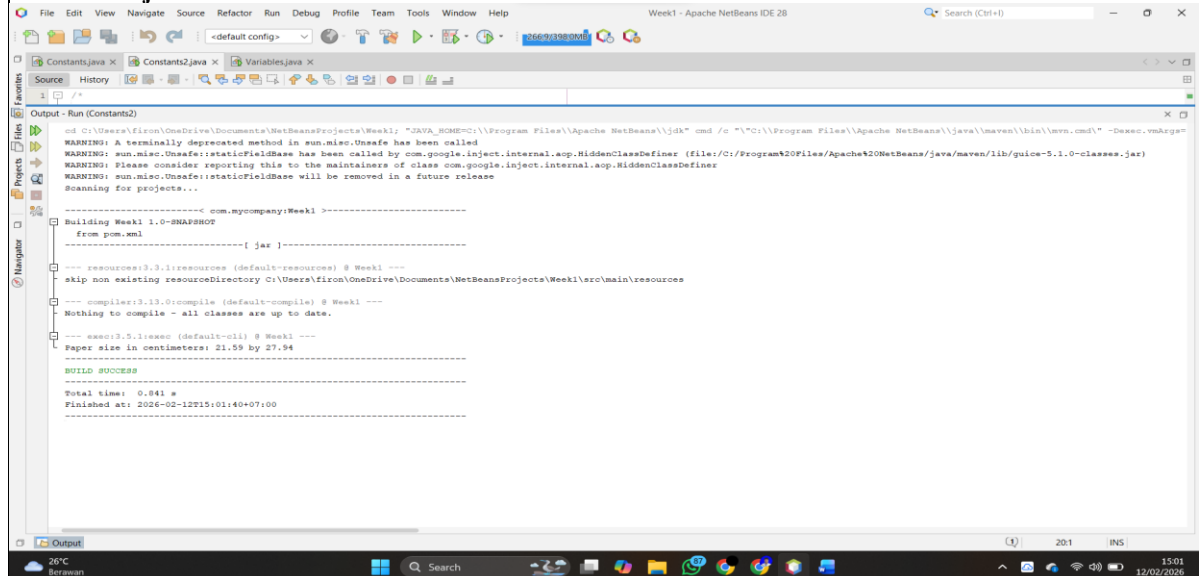 File Edit View Navigate Source Refactor Run Debug Profile Team Tools Window Help
Week1 - Apache NetBeans IDE 28
Search (Ctrl+I)
<default config>
266.9/398.0MB
Constants.java Constants2.java Variables.java
Source History
1 /*
Favorites
Files
Projects
Navigator
Output - Run (Constants2)
cd C:\Users\firon\OneDrive\Documents\NetBeansProjects\Week1; "JAVA_HOME=C:\\Program Files\\Apache NetBeans\\jdk" cmd /c "\"C:\\Program Files\\Apache NetBeans\\java\\maven\\bin\\mvn.cmd\" -Dexec.vmArgs=
WARNING: A terminally deprecated method in sun.misc.Unsafe has been called
WARNING: sun.misc.Unsafe::staticFieldBase has been called by com.google.inject.internal.aop.HiddenClassDefiner (file:/C:/Program%20Files/Apache%20NetBeans/java/maven/lib/guice-5.1.0-classes.jar)
WARNING: Please consider reporting this to the maintainers of class com.google.inject.internal.aop.HiddenClassDefiner
WARNING: sun.misc.Unsafe::staticFieldBase will be removed in a future release
Scanning for projects...
------------------------< com.mycompany:Week1 >-------------------------
Building Week1 1.0-SNAPSHOT
from pom.xml
--------------------------------[ jar ]---------------------------------
--- resources:3.3.1:resources (default-resources) @ Week1 ---
skip non existing resourceDirectory C:\Users\firon\OneDrive\Documents\NetBeansProjects\Week1\src\main\resources
--- compiler:3.13.0:compile (default-compile) @ Week1 ---
Nothing to compile - all classes are up to date.
--- exec:3.5.1:exec (default-cli) @ Week1 ---
Paper size in centimeters: 21.59 by 27.94
------------------------------------------------------------------------
BUILD SUCCESS
------------------------------------------------------------------------
Total time: 0.841 s
Finished at: 2026-02-12T15:01:40+07:00
------------------------------------------------------------------------
Output
20:1 INS
26°C
Berawan
Search
15:01
12/02/2026